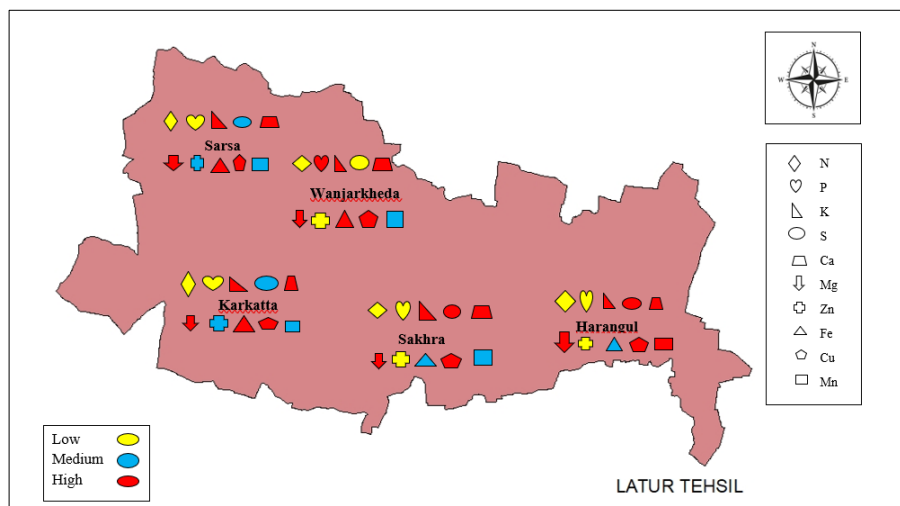 N
W
E
S
Sarsa
Wanjarkheda
Karkatta
Sakhra
Harangul
N
P
K
S
Ca
Mg
Zn
Fe
Cu
Mn
Low
Medium
High
LATUR TEHSIL